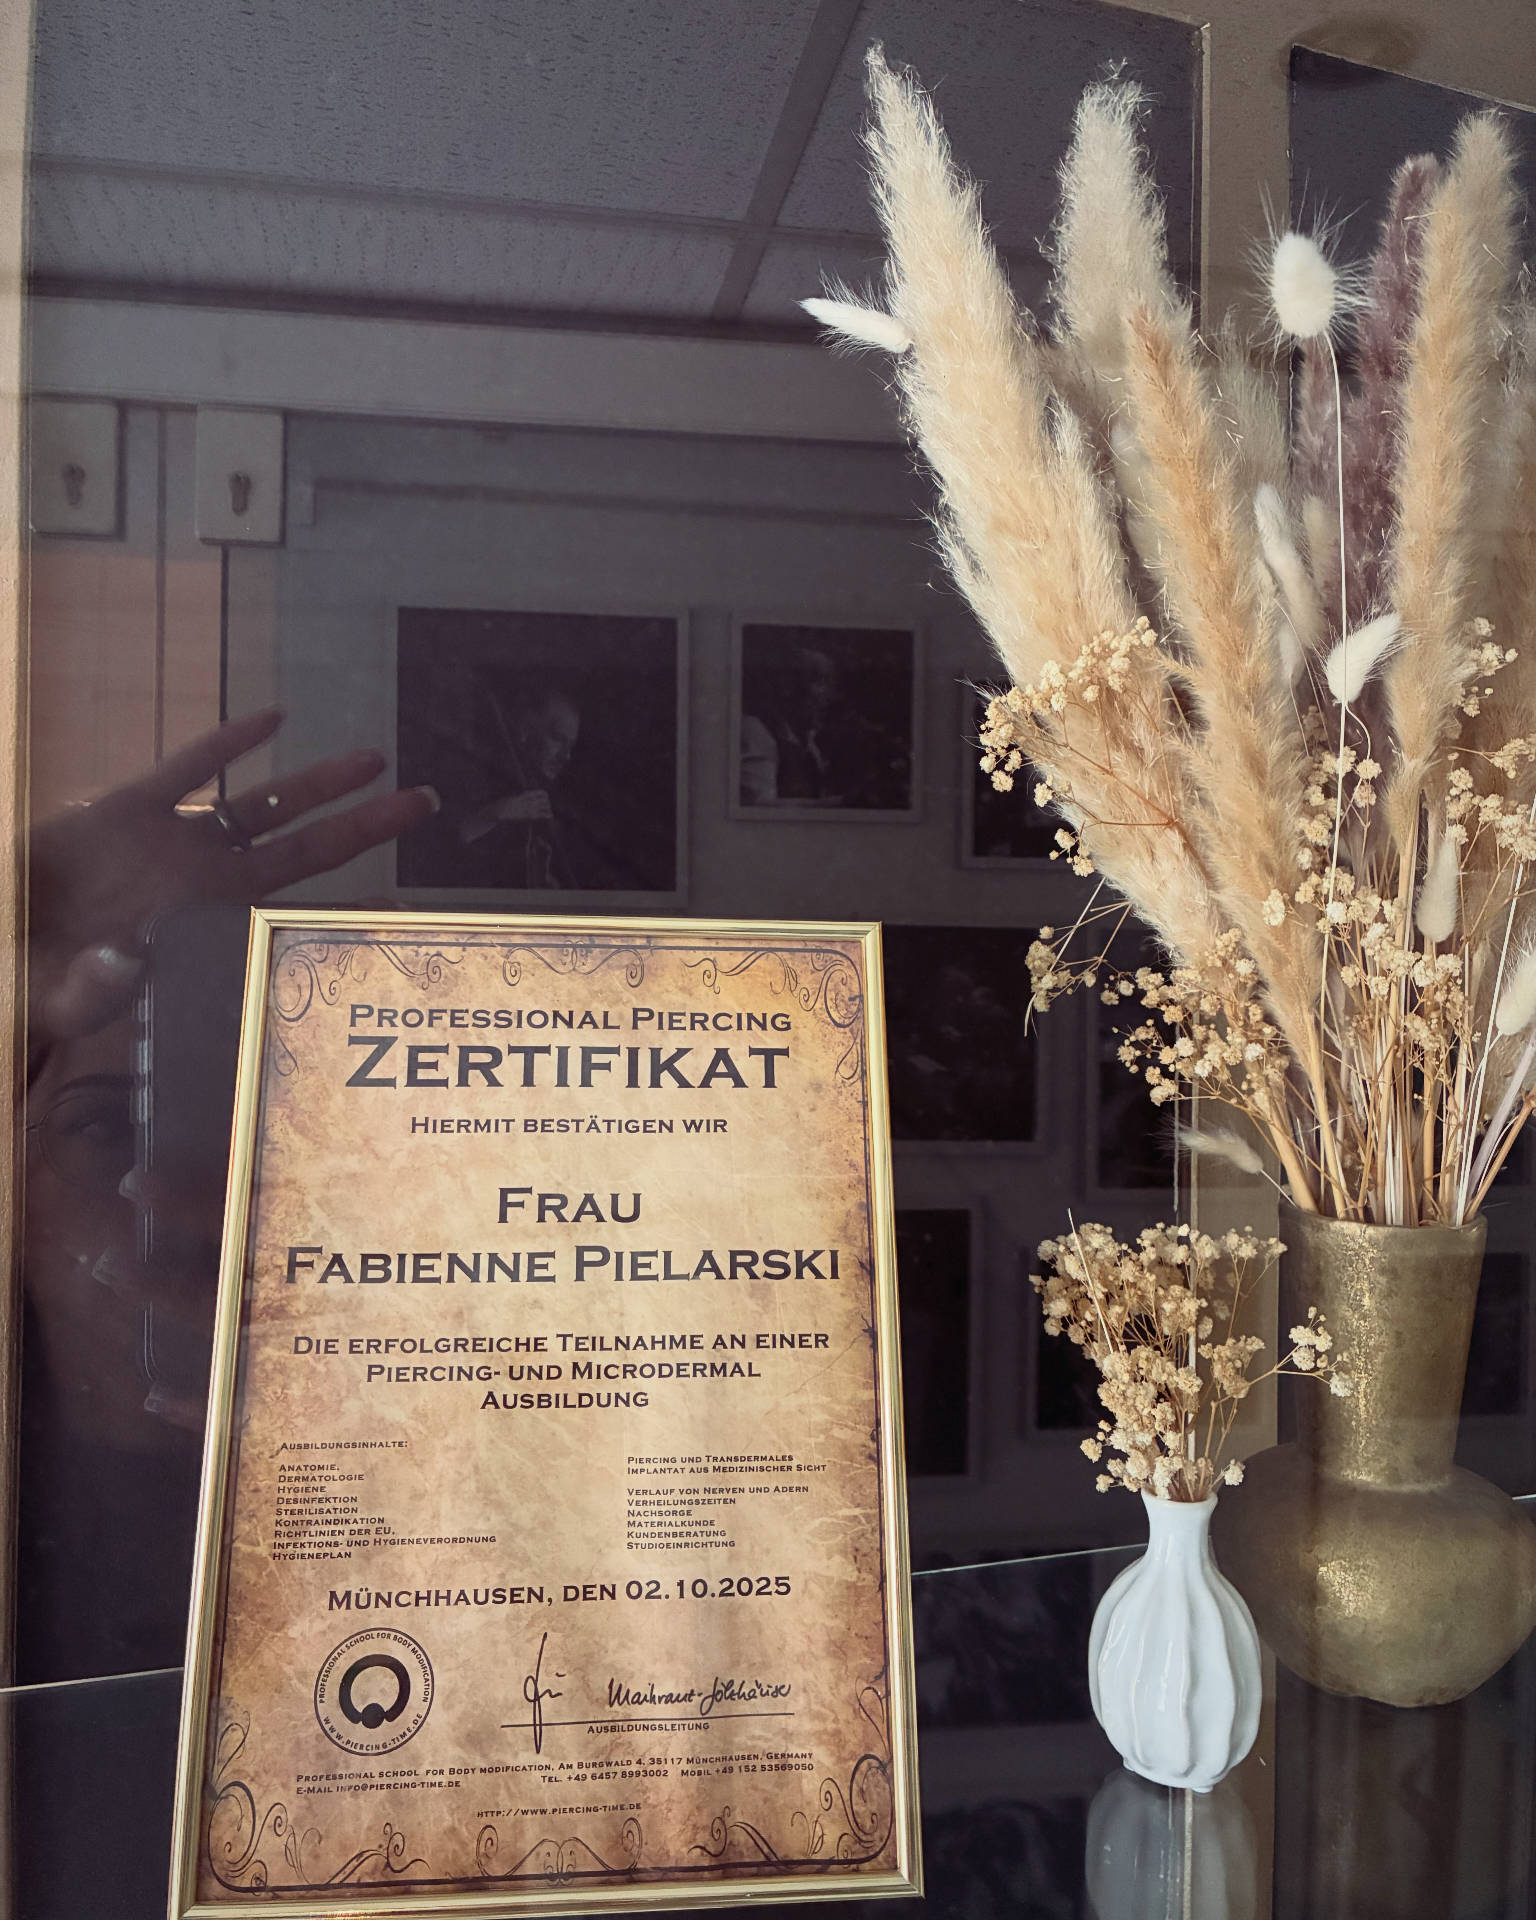 Professional Piercing
Zertifikat
Hiermit bestätigen wir
Frau
Fabienne Pielarski
Die erfolgreiche Teilnahme an einer
Piercing- und Microdermal
Ausbildung
Ausbildungsinhalte:
Anatomie,
Dermatologie
Hygiene
Desinfektion
Sterilisation
Kontraindikation
Richtlinien der EU,
Infektions- und Hygieneverordnung
Hygieneplan
Piercing und Transdermales
Implantat aus Medizinischer Sicht
Verlauf von Nerven und Adern
Verheilungszeiten
Nachsorge
Materialkunde
Kundenberatung
Studioeinrichtung
Münchhausen, den 02.10.2025
PROFESSIONAL SCHOOL FOR BODY MODIFICATION
WWW.PIERCING-TIME.DE
Ausbildungsleitung
Professional school for Body modification, Am Burgwald 4, 35117 Münchhausen, Germany
E-Mail info@piercing-time.de Tel. +49 6457 8993002 Mobil +49 152 53569050
http://www.piercing-time.de